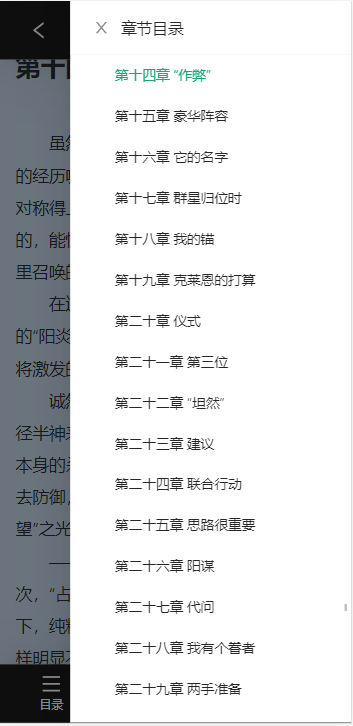 章节目录
第十四章 “作弊”
第十五章 豪华阵容
第十六章 它的名字
第十七章 群星归位时
第十八章 我的锚
第十九章 克莱恩的打算
第二十章 仪式
第二十一章 第三位
第二十二章 “坦然”
第二十三章 建议
第二十四章 联合行动
第二十五章 思路很重要
第二十六章 阳谋
第二十七章 代问
第二十八章 我有个眷者
第二十九章 两手准备
第十
虽然
的经历
对称得上
的，能
里召唤的
在
的“阳炎
将激发的
诚然
径半神
本身的
去防御，
望”之光
——
次，“占
下，纯粹
样明显不
目录